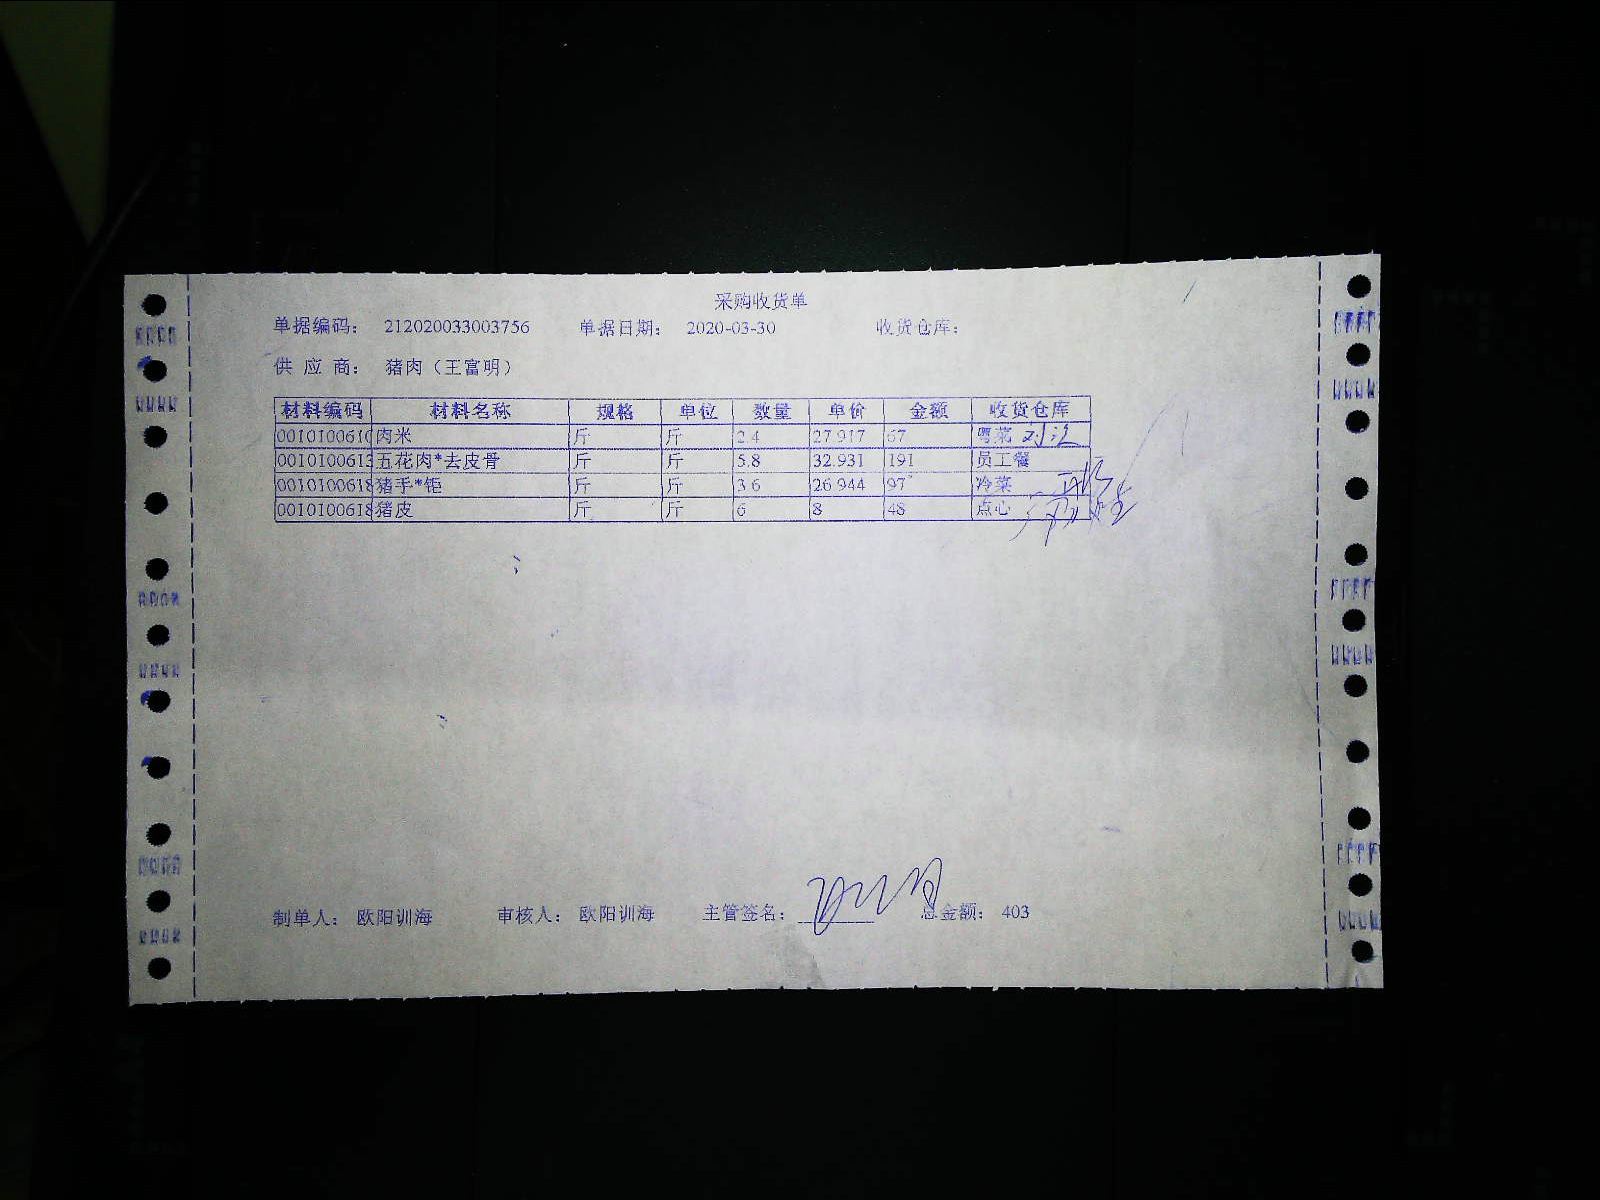 采购收货单
单据编码： 212020033003756 单据日期： 2020-03-30 收货仓库：
供 应 商： 猪肉（王富明）
材料编码 材料名称 规格 单位 数量 单价 金额 收货仓库
001010061 肉米 斤 斤 2.4 27.917 67 粤菜
0010100613 五花肉*去皮骨 斤 斤 5.8 32.931 191 员工餐
0010100618 猪手*钜 斤 斤 3.6 26.944 97 冷菜
0010100618 猪皮 斤 斤 6 8 48 点心
制单人： 欧阳训海 审核人： 欧阳训海 主管签名： 总金额： 403